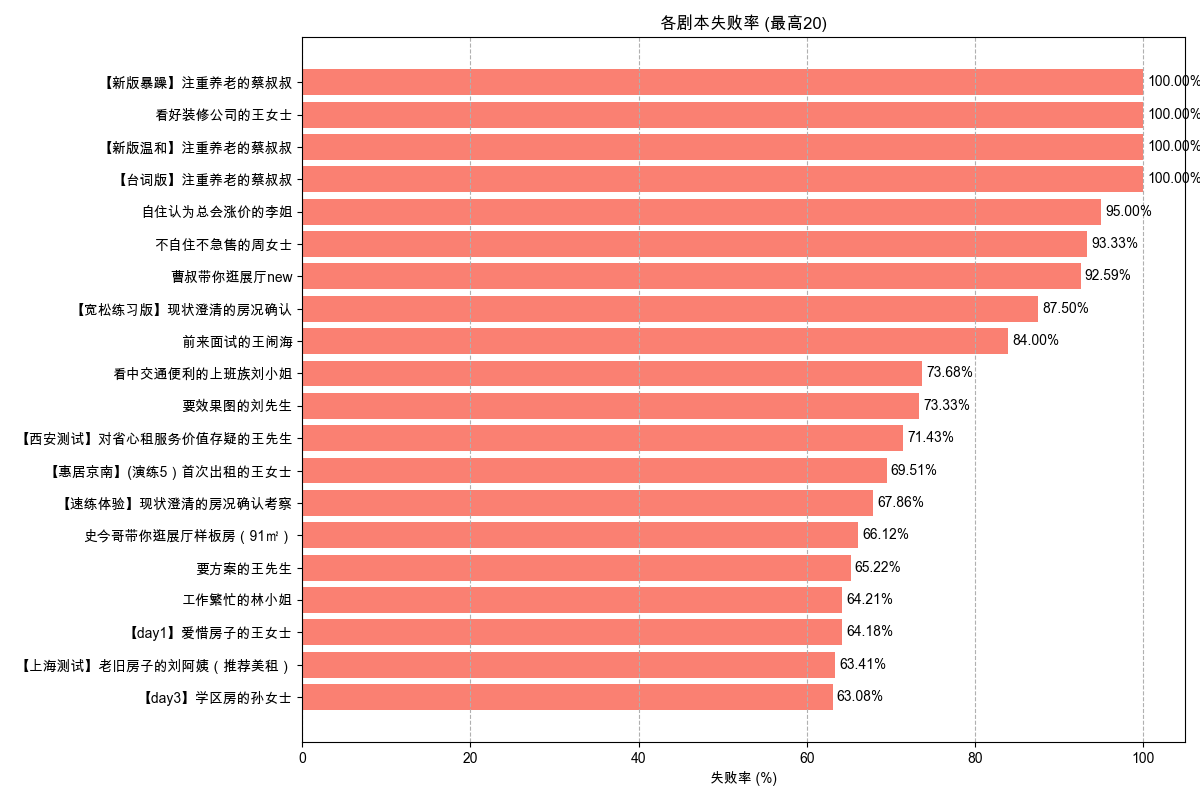 各剧本失败率 (最高20)
【新版暴躁】注重养老的蔡叔叔 100.00%
看好装修公司的王女士 100.00%
【新版温和】注重养老的蔡叔叔 100.00%
【台词版】注重养老的蔡叔叔 100.00%
自住认为总会涨价的李姐 95.00%
不自住不急售的周女士 93.33%
曹叔带你逛展厅new 92.59%
【宽松练习版】现状澄清的房况确认 87.50%
前来面试的王闹海 84.00%
看中交通便利的上班族刘小姐 73.68%
要效果图的刘先生 73.33%
【西安测试】对省心租服务价值存疑的王先生 71.43%
【惠居京南】(演练5）首次出租的王女士 69.51%
【速练体验】现状澄清的房况确认考察 67.86%
史今哥带你逛展厅样板房（91㎡） 66.12%
要方案的王先生 65.22%
工作繁忙的林小姐 64.21%
【day1】爱惜房子的王女士 64.18%
【上海测试】老旧房子的刘阿姨（推荐美租） 63.41%
【day3】学区房的孙女士 63.08%
0 20 40 60 80 100
失败率 (%)